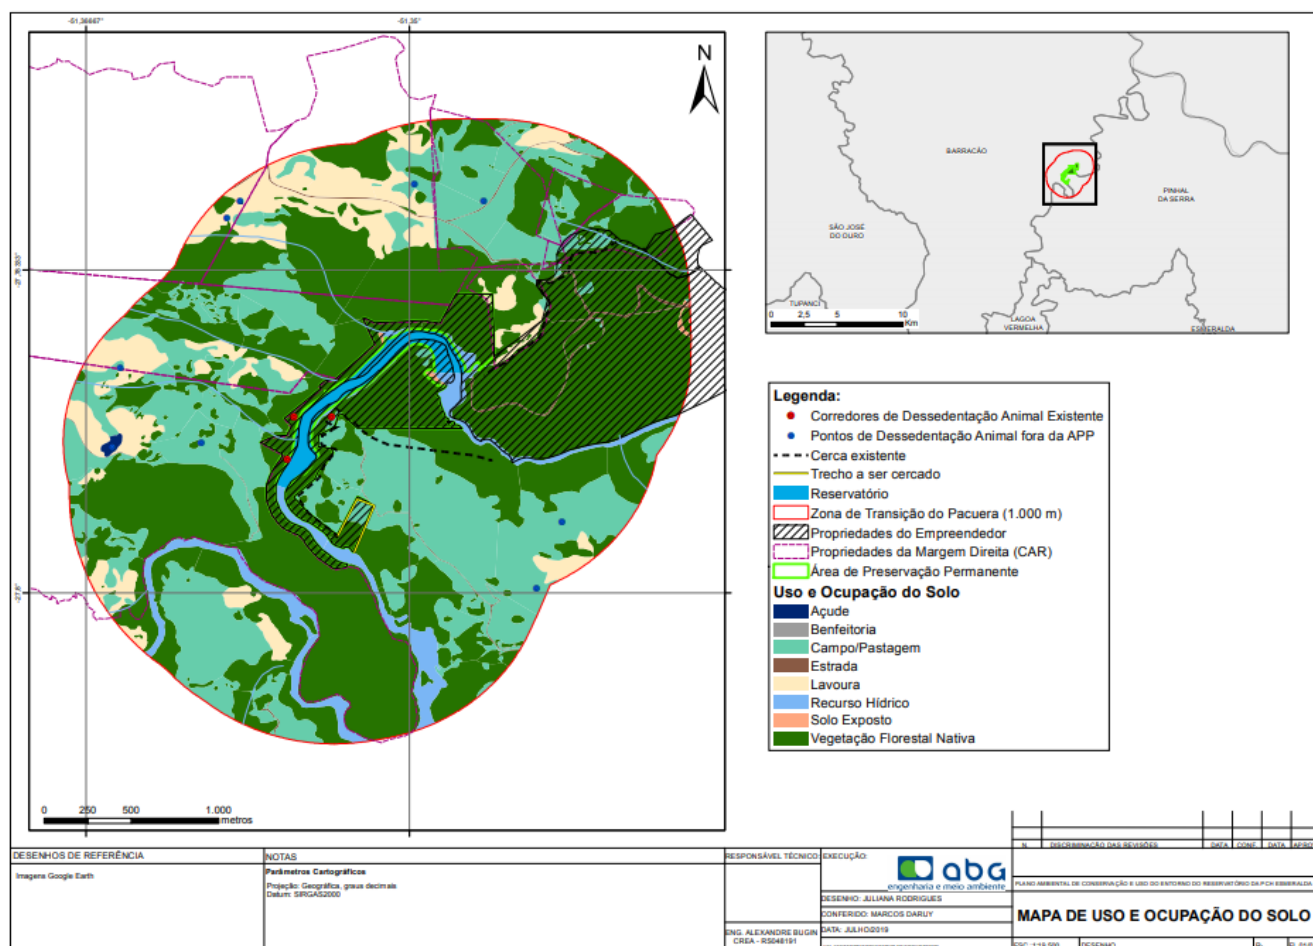 -51,36667°
-51,35°
N
-27,8°
0 250 500 1.000
metros
BARRACÃO
PINHAL
DA SERRA
SÃO JOSÉ
DO OURO
TUPANCI
LAGOA
VERMELHA
ESMERALDA
0 2,5 5 10
Km
Legenda:
Corredores de Dessedentação Animal Existente
Pontos de Dessedentação Animal fora da APP
Cerca existente
Trecho a ser cercado
Reservatório
Zona de Transição do Pacuera (1.000 m)
Propriedades do Empreendedor
Propriedades da Margem Direita (CAR)
Área de Preservação Permanente
Uso e Ocupação do Solo
Açude
Benfeitoria
Campo/Pastagem
Estrada
Lavoura
Recurso Hídrico
Solo Exposto
Vegetação Florestal Nativa
DESENHOS DE REFERÊNCIA
Imagens Google Earth
NOTAS
Parâmetros Cartográficos
Projeção: Geográfica, graus decimais
Datum: SIRGAS2000
RESPONSÁVEL TÉCNICO:
ENG. ALEXANDRE BUGIN
CREA - RS048191
EXECUÇÃO:
abg
engenharia e meio ambiente
DESENHO: JULIANA RODRIGUES
CONFERIDO: MARCOS DARUY
DATA: JULHO/2019
N. DISCRIMINAÇÃO DAS REVISÕES DATA CONF. DATA APRO
PLANO AMBIENTAL DE CONSERVAÇÃO E USO DO ENTORNO DO RESERVATÓRIO DA PCH ESMERALDA
MAPA DE USO E OCUPAÇÃO DO SOLO
DESENHO